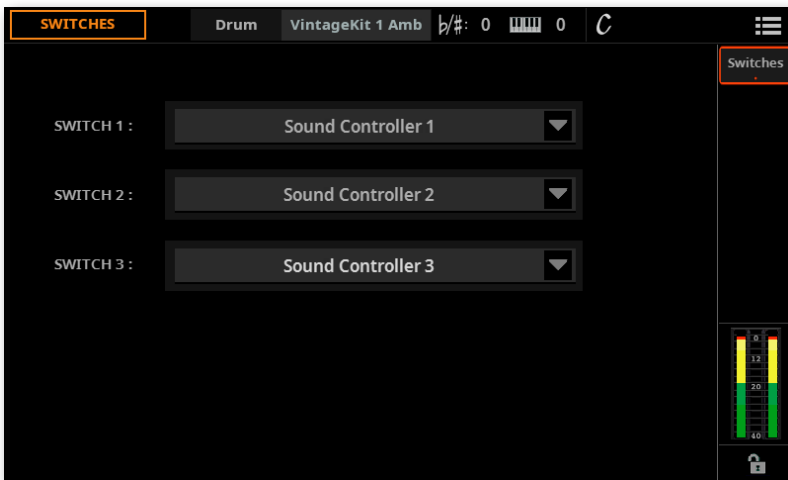 SWITCHES Drum VintageKit 1 Amb ♭/#: 0 0 C
Switches
SWITCH 1 : Sound Controller 1
SWITCH 2 : Sound Controller 2
SWITCH 3 : Sound Controller 3
0
12
20
40